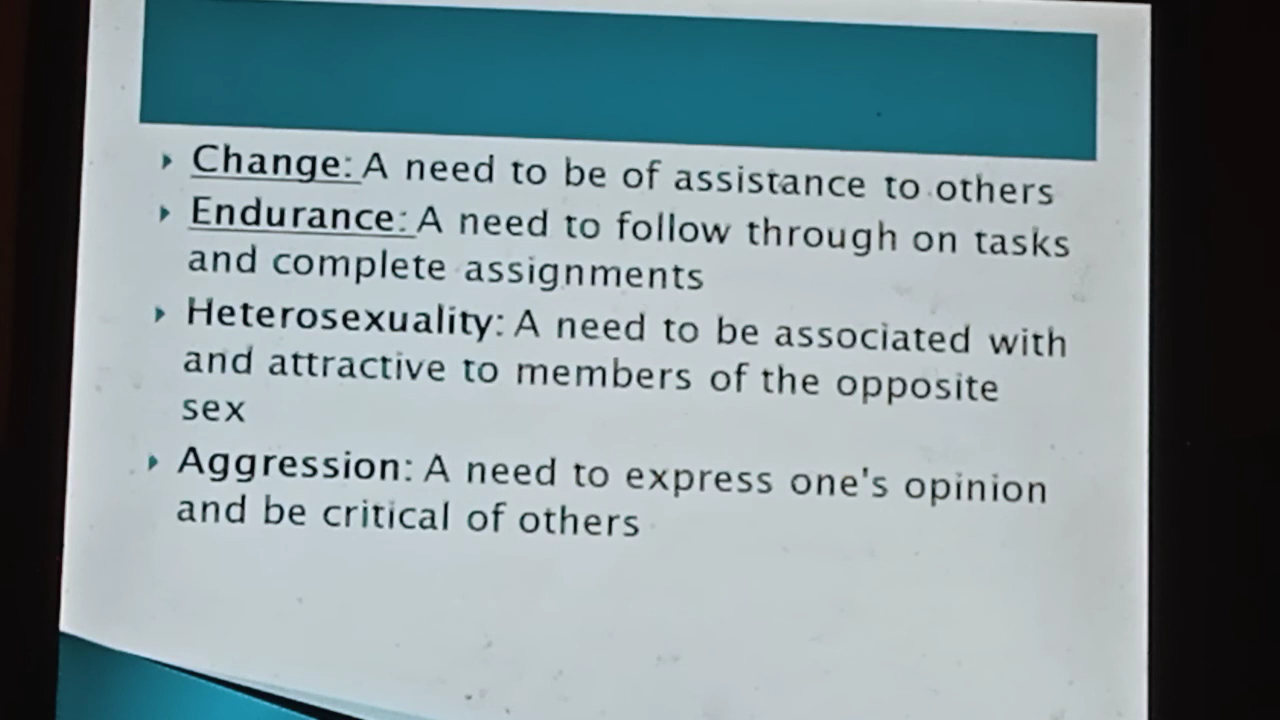 Change: A need to be of assistance to others
Endurance: A need to follow through on tasks
and complete assignments
Heterosexuality: A need to be associated with
and attractive to members of the opposite
sex
Aggression: A need to express one's opinion
and be critical of others